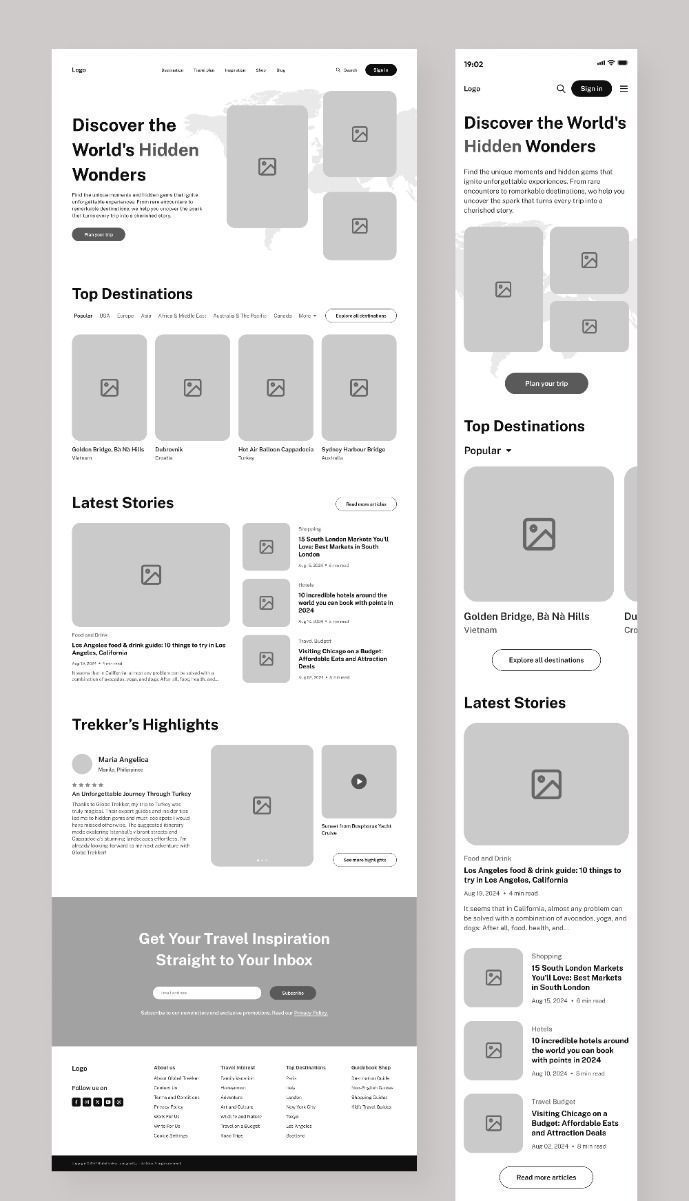 Logo
Destination Travel plan Inspiration Shop Blog
Search
Sign in
Discover the
World's Hidden
Wonders
Find the unique moments and hidden gems that ignite
unforgettable experiences. From rare encounters to
remarkable destinations, we help you uncover the spark
that turns every trip into a cherished story.
Plan your trip
Top Destinations
Popular USA Europe Asia Africa & Middle East Australia & The Pacific Canada More
Explore all destinations
Golden Bridge, Bà Nà Hills
Vietnam
Dubrovnik
Croatia
Hot Air Balloon Cappadocia
Turkey
Sydney Harbour Bridge
Australia
Latest Stories
Read more articles
Food and Drink
Los Angeles food & drink guide: 10 things to try in Los
Angeles, California
Aug 19, 2024 • 4 min read
It seems that in California, almost any problem can be solved with a
combination of avocados, yoga, and dogs. After all, food, health, and...
Shopping
15 South London Markets You'll
Love: Best Markets in South
London
Aug 15, 2024 • 6 min read
Hotels
10 incredible hotels around the
world you can book with points in
2024
Aug 10, 2024 • 5 min read
Travel Budget
Visiting Chicago on a Budget:
Affordable Eats and Attraction
Deals
Aug 02, 2024 • 8 min read
Trekker's Highlights
Maria Angelica
Manila, Philippines
An Unforgettable Journey Through Turkey
Thanks to Globe Trekker, my trip to Turkey was
truly magical. Their expert guides and insider tips
led me to hidden gems and must-see spots I would
have missed otherwise. The suggested itinerary
made exploring Istanbul's vibrant streets and
Cappadocia's stunning landscapes effortless. I'm
already looking forward to my next adventure with
Globe Trekker!
Sunset from Bosphorus Yacht
Cruise
See more highlights
Get Your Travel Inspiration
Straight to Your Inbox
Email address
Subscribe
Subscribe to our newsletters and exclusive promotions. Read our Privacy Policy.
Logo
Follow us on
About us
About Globe Trekker
Contact Us
Terms and Conditions
Privacy Policy
Work For Us
Write For Us
Cookie Settings
Travel Interest
Family Vacation
Honeymoon
Adventure
Art and Culture
Wildlife and Nature
Travel on a Budget
Road Trips
Top Destinations
Paris
Italy
London
New York City
Tokyo
Los Angeles
Scotland
Guidebook Shop
Destination Guide
Non-English Guides
Shopping Guides
Kid's Travel Guides
19:02
Logo
Sign in
Discover the World's
Hidden Wonders
Find the unique moments and hidden gems that
ignite unforgettable experiences. From rare
encounters to remarkable destinations, we help you
uncover the spark that turns every trip into a
cherished story.
Plan your trip
Top Destinations
Popular
Golden Bridge, Bà Nà Hills
Vietnam
Du
Cro
Explore all destinations
Latest Stories
Food and Drink
Los Angeles food & drink guide: 10 things to
try in Los Angeles, California
Aug 19, 2024 • 4 min read
It seems that in California, almost any problem can
be solved with a combination of avocados, yoga, and
dogs. After all, food, health, and...
Shopping
15 South London Markets
You'll Love: Best Markets
in South London
Aug 15, 2024 • 6 min read
Hotels
10 incredible hotels around
the world you can book
with points in 2024
Aug 10, 2024 • 5 min read
Travel Budget
Visiting Chicago on a
Budget: Affordable Eats
and Attraction Deals
Aug 02, 2024 • 8 min read
Read more articles